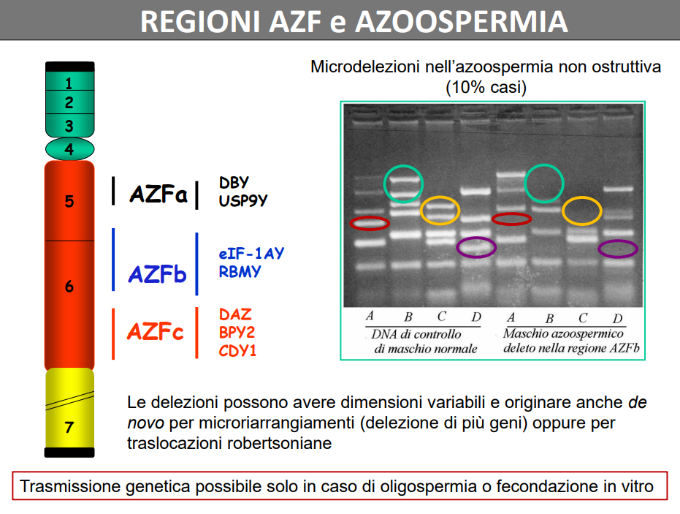 REGIONI AZF e AZOOSPERMIA
Microdelezioni nell'azoospermia non ostruttiva
(10% casi)
1
2
3
4
5
6
7
AZFa
DBY
USP9Y
AZFb
eIF-1AY
RBMY
AZFc
DAZ
BPY2
CDY1
A B C D A B C D
DNA di controllo
di maschio normale
Maschio azoospermico
deleto nella regione AZFb
Le delezioni possono avere dimensioni variabili e originare anche de
novo per microriarrangiamenti (delezione di più geni) oppure per
traslocazioni robertsoniane
Trasmissione genetica possibile solo in caso di oligospermia o fecondazione in vitro